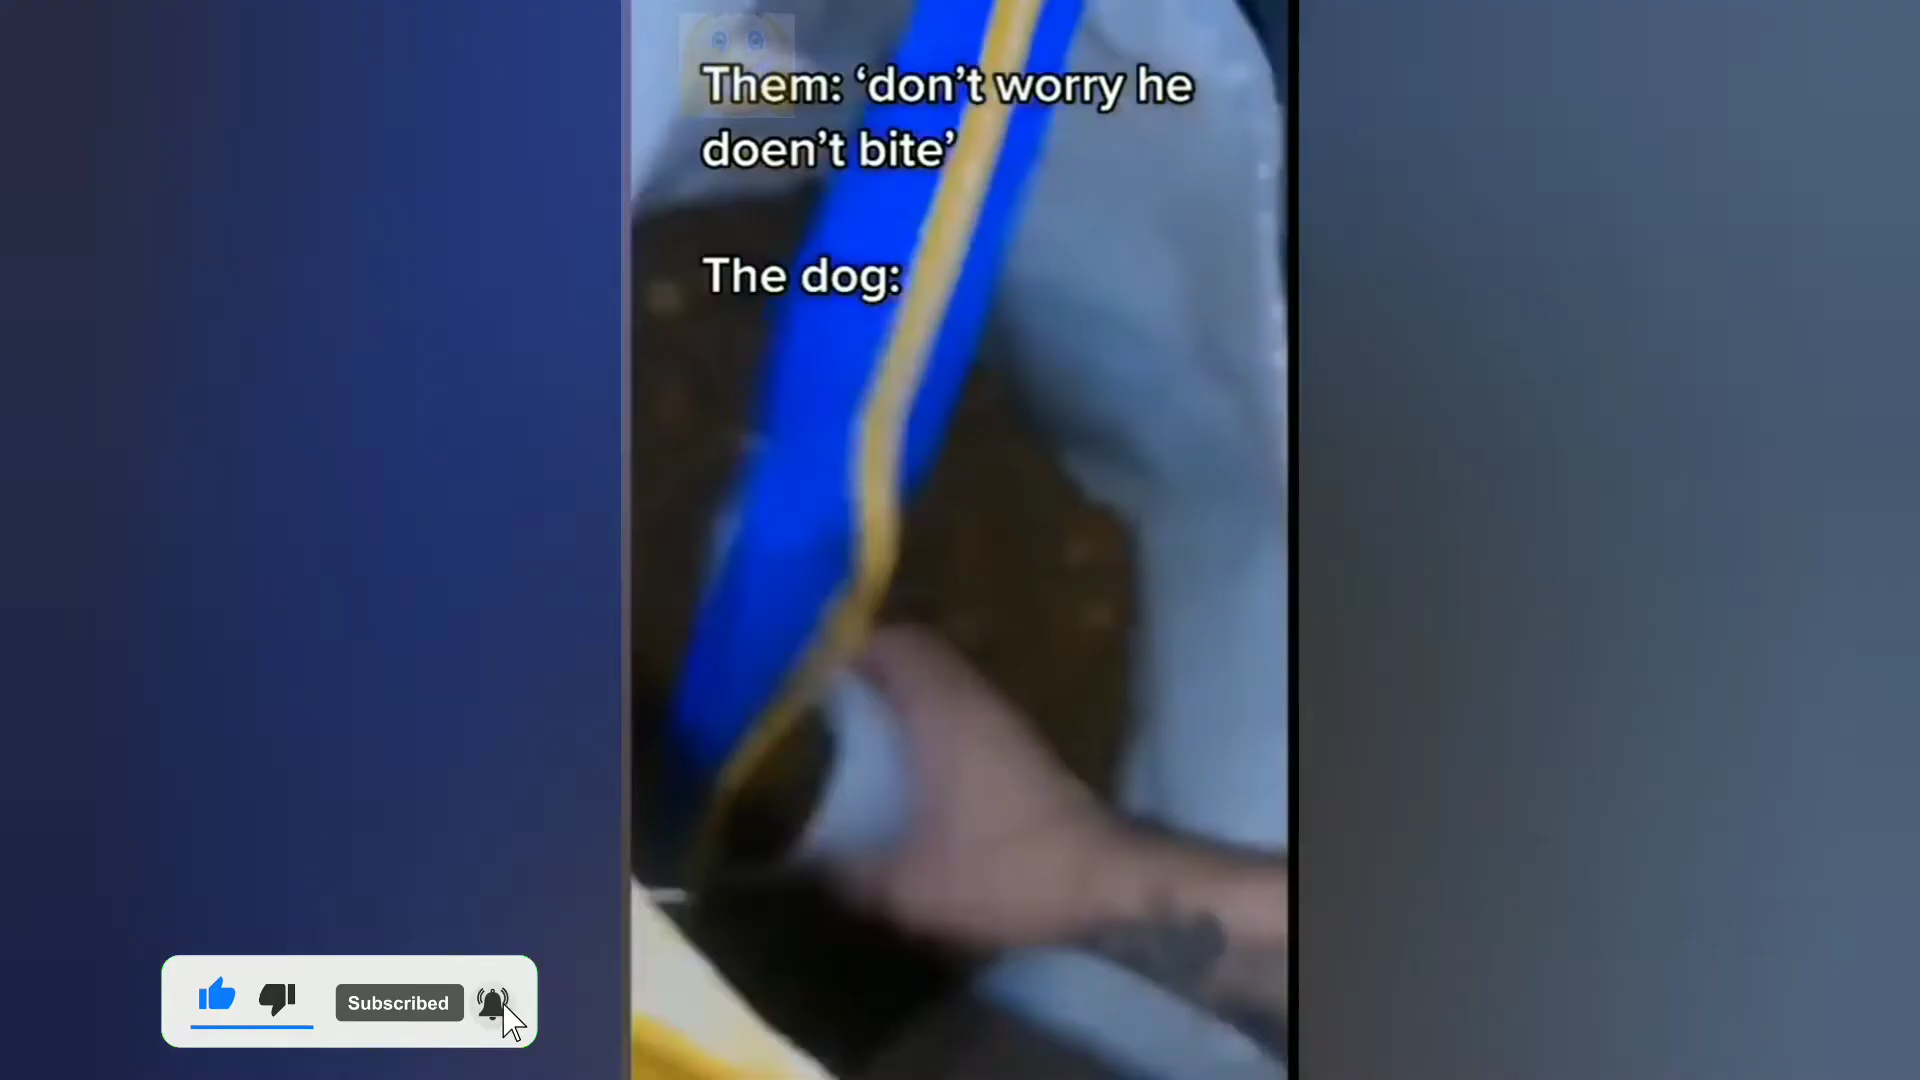 Them: ‘don’t worry he
doen’t bite’
The dog:
Subscribed